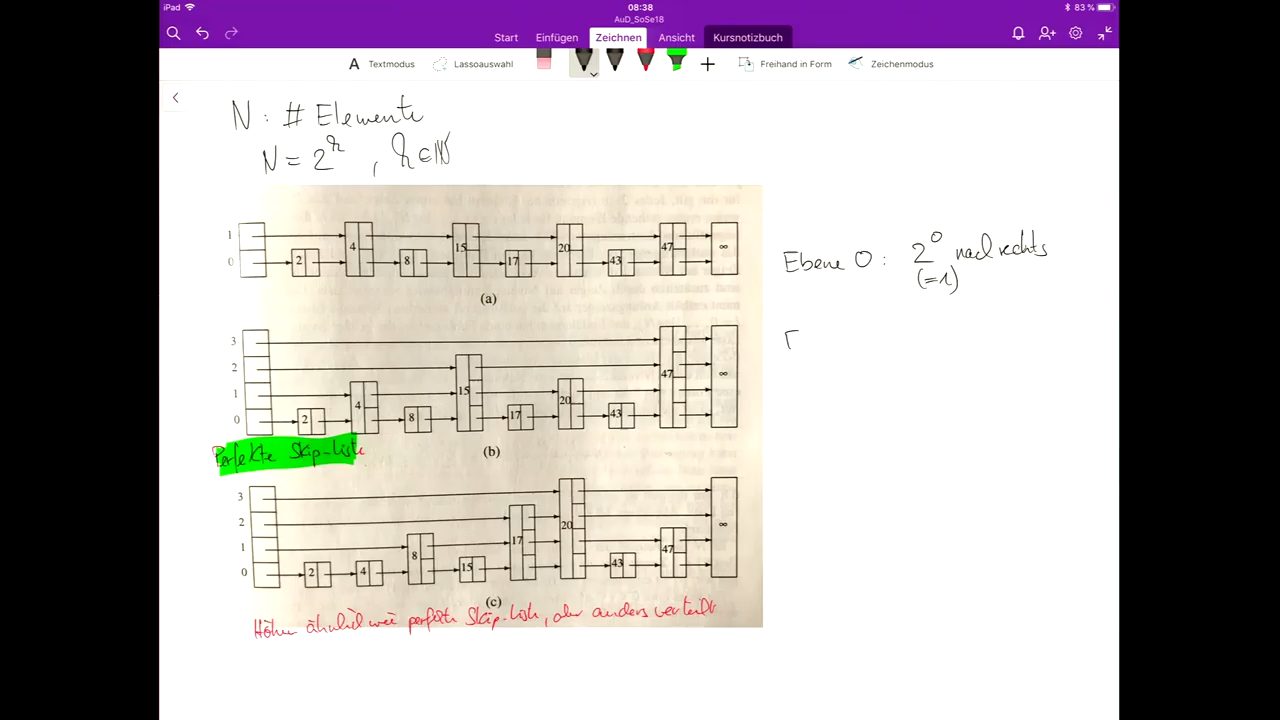 iPad 08:38 83 %
AuD_SoSe18
Start Einfügen Zeichnen Ansicht Kursnotizbuch
A Textmodus Lassoauswahl Freihand in Form Zeichenmodus
N : # Elemente
N = 2^k , k ∈ ℕ
1
0
2 4 8 15 17 20 43 47 ∞
(a)
Ebene 0 : 2^0 nach rechts
(=1)
3
2
1
0
2 4 8 15 17 20 43 47 ∞
(b)
Perfekte Skip-Liste
3
2
1
0
2 4 8 15 17 20 43 47 ∞
(c)
Höhen ähnlich wie perfekte Skip-Liste, aber anders verteilt